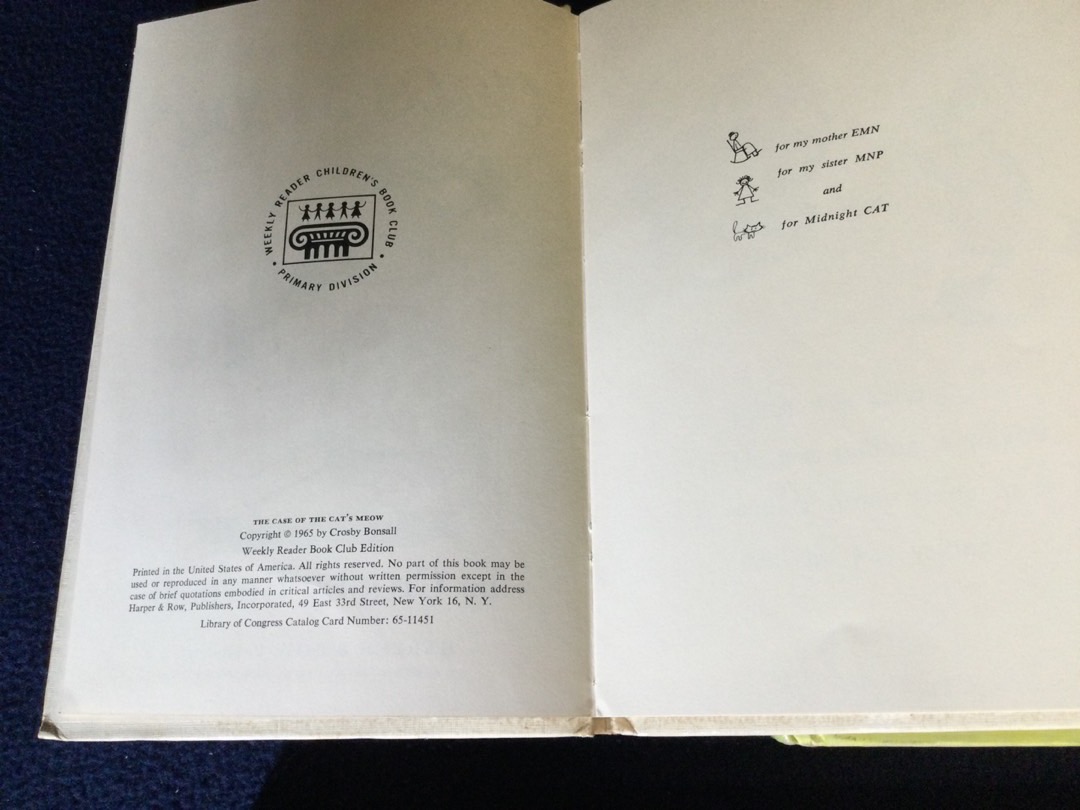 WEEKLY READER CHILDREN'S BOOK CLUB
• PRIMARY DIVISION •
THE CASE OF THE CAT'S MEOW
Copyright © 1965 by Crosby Bonsall
Weekly Reader Book Club Edition
Printed in the United States of America. All rights reserved. No part of this book may be
used or reproduced in any manner whatsoever without written permission except in the
case of brief quotations embodied in critical articles and reviews. For information address
Harper & Row, Publishers, Incorporated, 49 East 33rd Street, New York 16, N. Y.
Library of Congress Catalog Card Number: 65-11451
for my mother EMN
for my sister MNP
and
for Midnight CAT